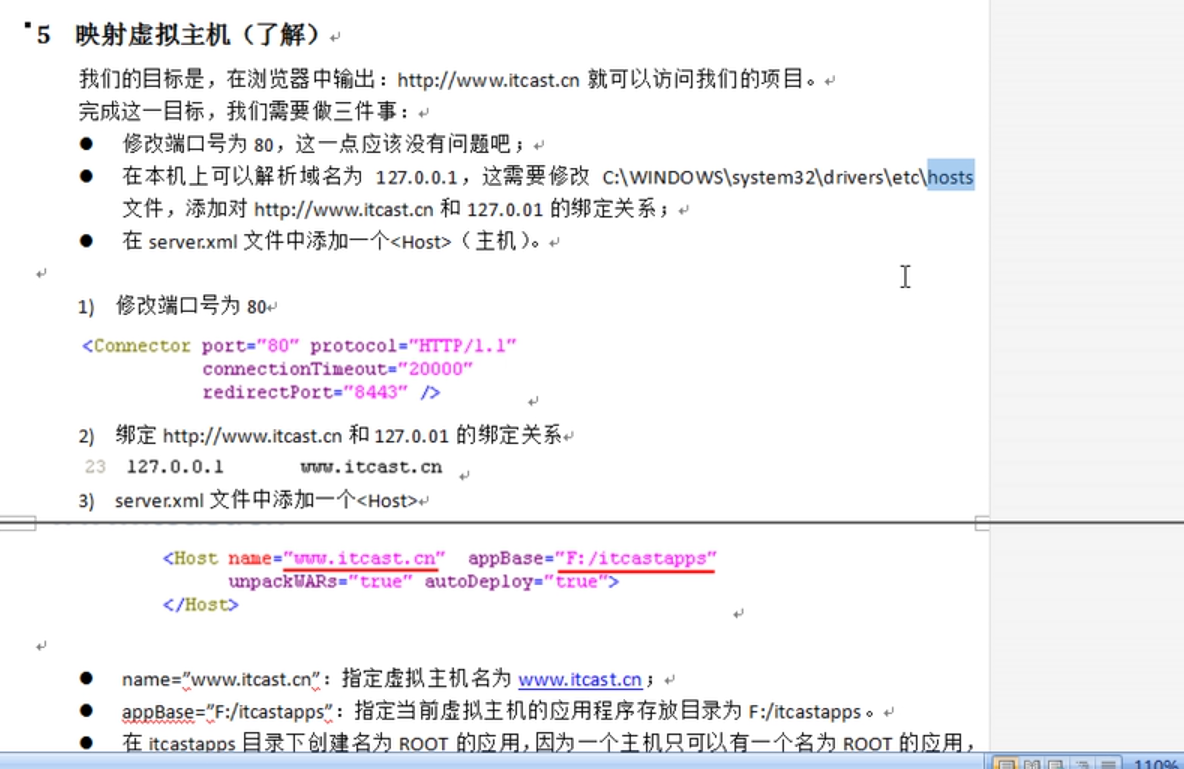 5 映射虚拟主机（了解）
我们的目标是，在浏览器中输出：http://www.itcast.cn 就可以访问我们的项目。
完成这一目标，我们需要做三件事：
● 修改端口号为 80，这一点应该没有问题吧；
● 在本机上可以解析域名为 127.0.0.1，这需要修改 C:\WINDOWS\system32\drivers\etc\hosts
文件，添加对 http://www.itcast.cn 和 127.0.01 的绑定关系；
● 在 server.xml 文件中添加一个<Host>（主机）。
1) 修改端口号为 80
<Connector port="80" protocol="HTTP/1.1"
connectionTimeout="20000"
redirectPort="8443" />
2) 绑定 http://www.itcast.cn 和 127.0.01 的绑定关系
23 127.0.0.1 www.itcast.cn
3) server.xml 文件中添加一个<Host>
<Host name="www.itcast.cn" appBase="F:/itcastapps"
unpackWARs="true" autoDeploy="true">
</Host>
● name=”www.itcast.cn”：指定虚拟主机名为 www.itcast.cn；
● appBase=”F:/itcastapps”：指定当前虚拟主机的应用程序存放目录为 F:/itcastapps。
● 在 itcastapps 目录下创建名为 ROOT 的应用，因为一个主机只可以有一个名为 ROOT 的应用，
110%